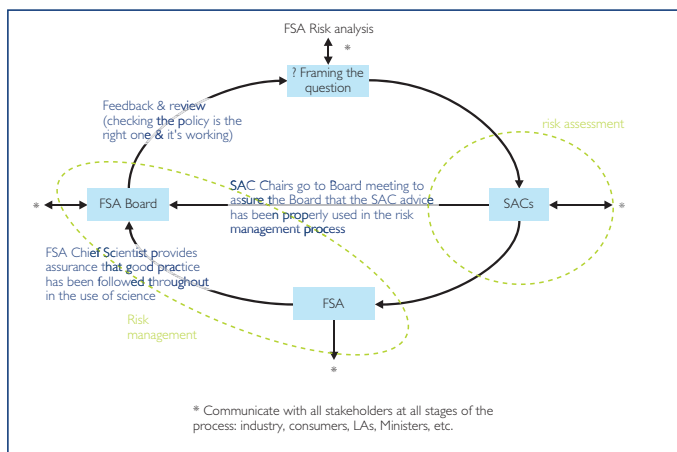 FSA Risk analysis
*
? Framing the
question
Feedback & review
(checking the policy is the
right one & it's working)
risk assessment
SAC Chairs go to Board meeting to
assure the Board that the SAC advice
has been properly used in the risk
management process
* FSA Board
SACs
*
FSA Chief Scientist provides
assurance that good practice
has been followed throughout
in the use of science
FSA
Risk
management
*
* Communicate with all stakeholders at all stages of the
process: industry, consumers, LAs, Ministers, etc.